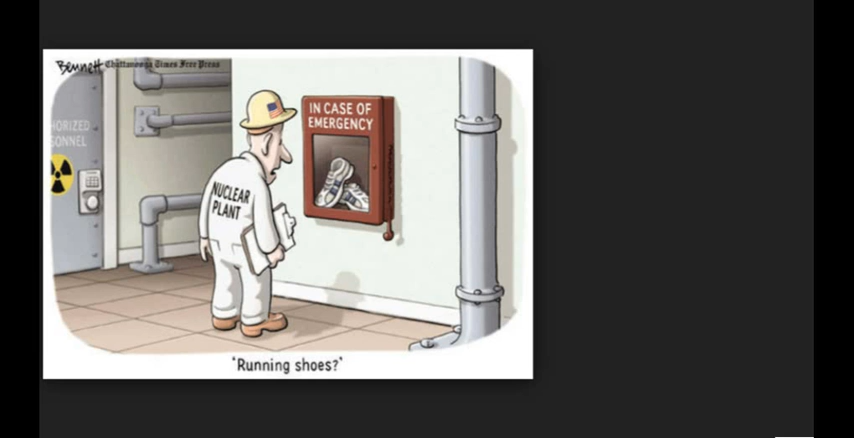 Bennett Chattanooga Times Free Press
HORIZED
SONNEL
IN CASE OF
EMERGENCY
NUCLEAR
PLANT
'Running shoes?'